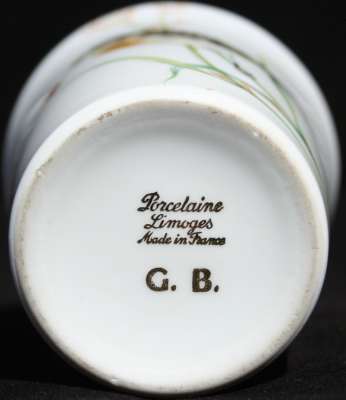 Porcelaine
Limoges
Made in France
G. B.